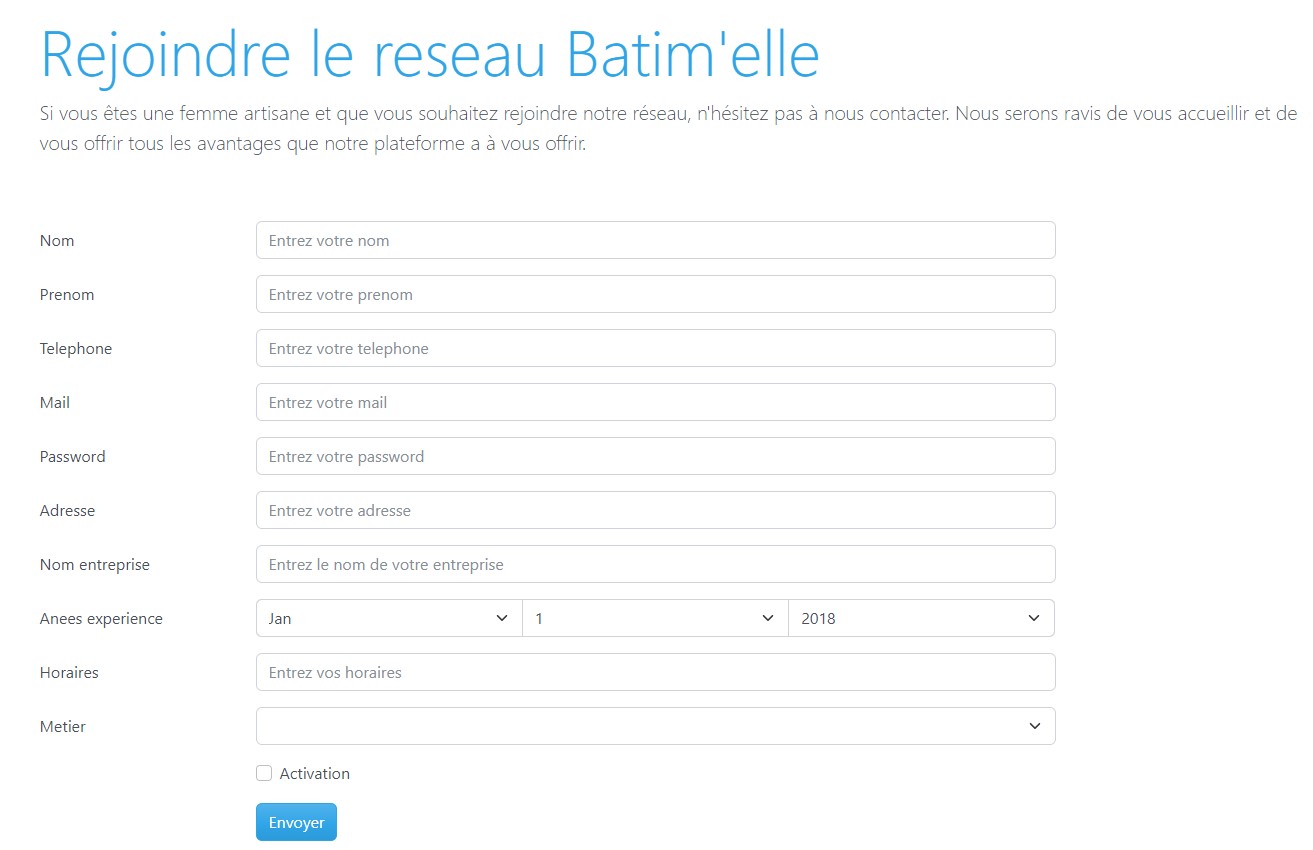 Rejoindre le reseau Batim'elle
Si vous êtes une femme artisane et que vous souhaitez rejoindre notre réseau, n'hésitez pas à nous contacter. Nous serons ravis de vous accueillir et de
vous offrir tous les avantages que notre plateforme a à vous offrir.
Nom Entrez votre nom
Prenom Entrez votre prenom
Telephone Entrez votre telephone
Mail Entrez votre mail
Password Entrez votre password
Adresse Entrez votre adresse
Nom entreprise Entrez le nom de votre entreprise
Anees experience Jan 1 2018
Horaires Entrez vos horaires
Metier
Activation
Envoyer